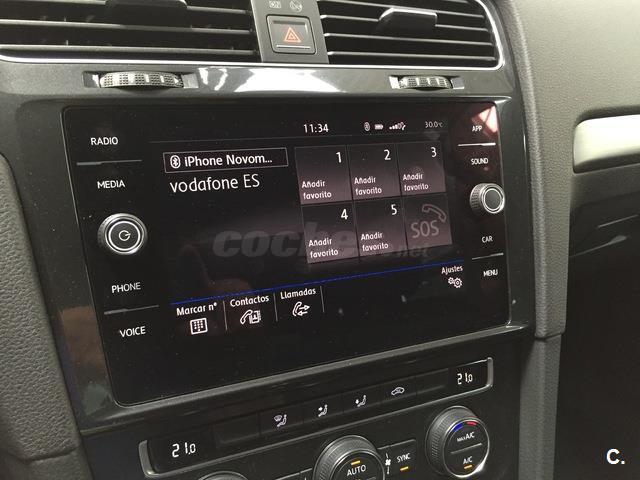 11:34
30.0°C
RADIO
MEDIA
PHONE
VOICE
iPhone Novom...
vodafone ES
1
Añadir
favorito
2
Añadir
favorito
3
Añadir
favorito
4
Añadir
favorito
5
Añadir
favorito
SOS
coches.net
Marcar nº
Contactos
Llamadas
Ajustes
APP
SOUND
CAR
MENU
21.0
21.0
AUTO
SYNC
MAX A/C
A/C
C.